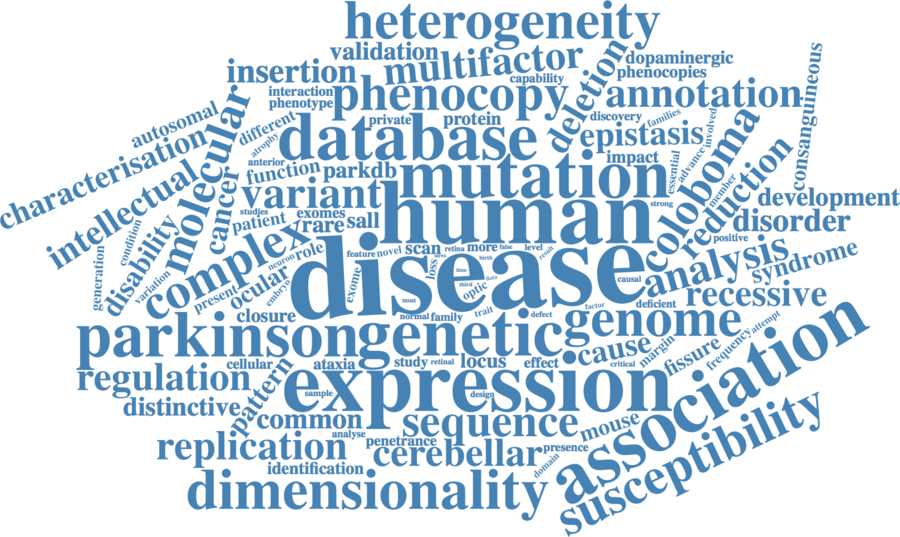 heterogeneity
validation
multifactor
dopaminergic
phenocopies
insertion
capability
interaction
phenotype
phenocopy
deletion
annotation
consanguineous
autosomal
molecular
different
private
protein
discovery
families
characterisation
atrophy
database
epistasis
involved
coloboma
anterior
impact
essential
advance
intellectual
function
parkdb
mutation
reduction
cancer
variant
human
member
strong
development
studies
exomes
patient
rare
sall
disorder
positive
condition
disability
complex
role
feature
novel
scan
retina
more
false
level
result
analysis
syndrome
generation
variation
neuron
ocular
exome
disease
loss
nerve
birth
time
data
third
optic
causal
present
embryo
most
trait
factor
deficient
recessive
closure
normal
family
defect
parkinson
genetic
genome
cause
margin
frequency
attempt
association
cellular
ataxia
study
retinal
locus
effect
critical
fissure
regulation
pattern
expression
sample
design
distinctive
common
sequence
mouse
susceptibility
analyse
penetrance
replication
cerebellar
presence
identification
domain
dimensionality